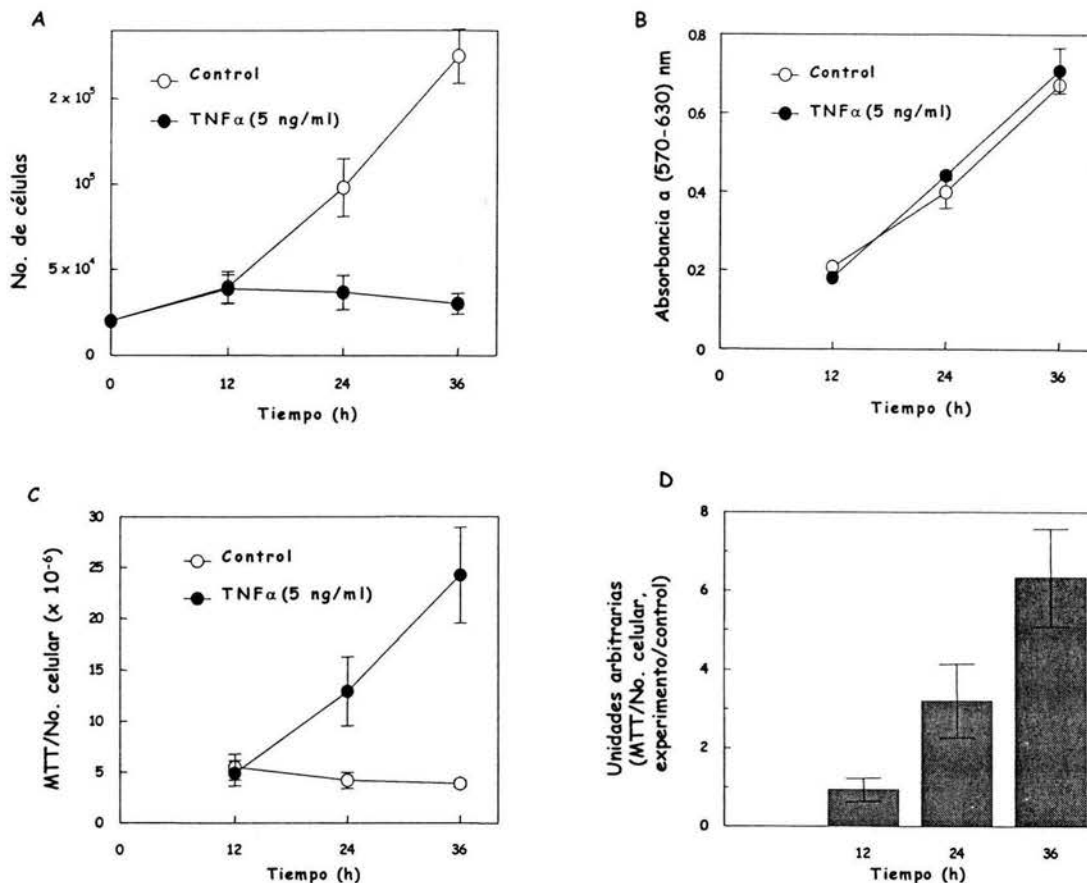 A
Control
TNFα (5 ng/ml)
No. de células
2 x 10⁵
10⁵
5 x 10⁴
0
0 12 24 36
Tiempo (h)
B
Control
TNFα (5 ng/ml)
Absorbancia a (570-630) nm
0.8
0.6
0.4
0.2
0
0 12 24 36
Tiempo (h)
C
Control
TNFα (5 ng/ml)
MTT/No. celular (x 10⁻⁶)
30
25
20
15
10
5
0
0 12 24 36
Tiempo (h)
D
Unidades arbitrarias
(MTT/No. celular,
experimento/control)
8
6
4
2
0
12 24 36
Tiempo (h)